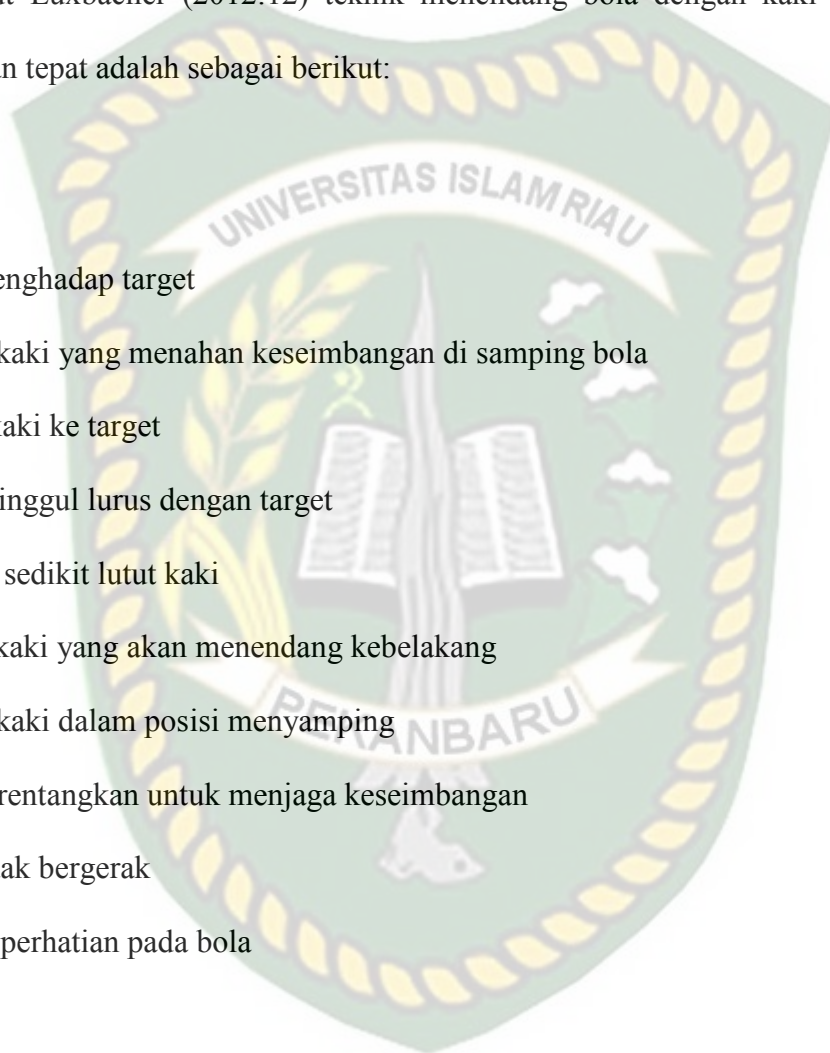 Luxbacher (2012:12) teknik menendang bola dengan kaki
tepat adalah sebagai berikut:
UNIVERSITAS ISLAM RIAU
enghadap target
kaki yang menahan keseimbangan di samping bola
kaki ke target
inggul lurus dengan target
sedikit lutut kaki
kaki yang akan menendang kebelakang
kaki dalam posisi menyamping
PEKANBARU
rentangkan untuk menjaga keseimbangan
ak bergerak
perhatian pada bola